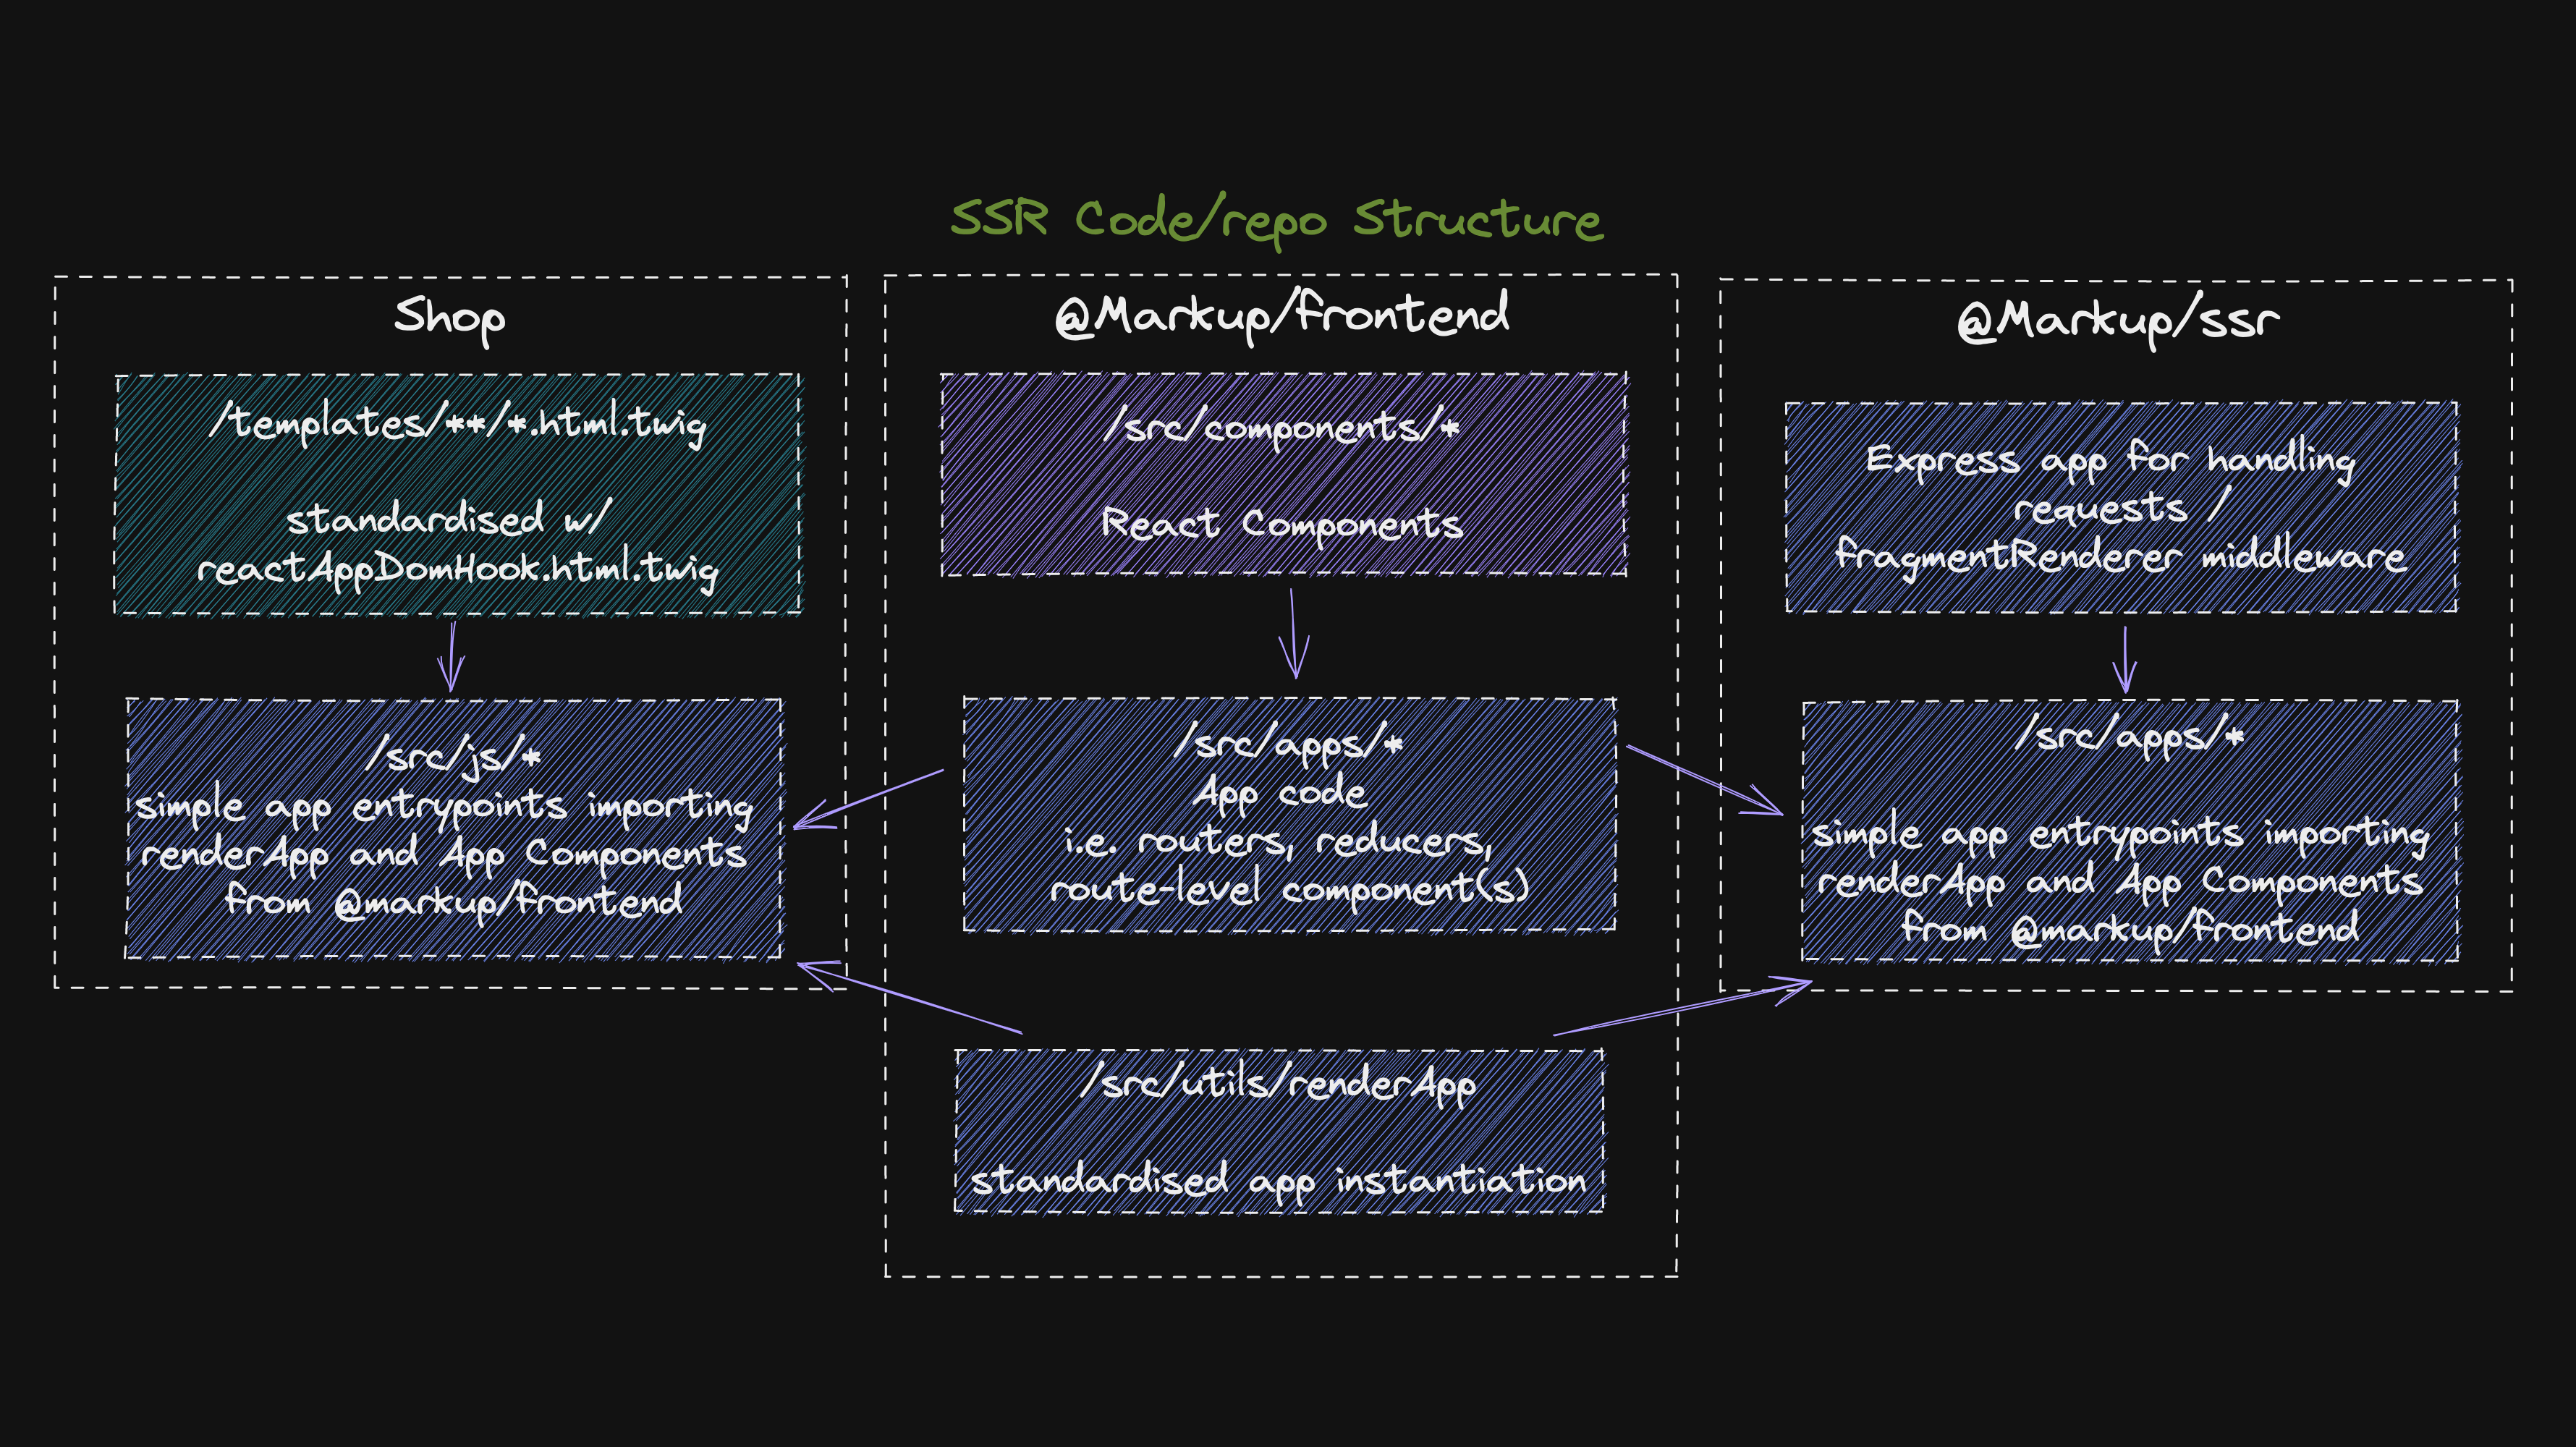 SSR Code/repo Structure
Shop
/templates/**/*.html.twig
standardised w/
reactAppDomHook.html.twig
/src/js/*
simple app entrypoints importing
renderApp and App Components
from @markup/frontend
@Markup/frontend
/src/components/*
React Components
/src/apps/*
App code
i.e. routers, reducers,
route-level component(s)
/src/utils/renderApp
standardised app instantiation
@Markup/ssr
Express app for handling
requests /
fragmentRenderer middleware
/src/apps/*
simple app entrypoints importing
renderApp and App Components
from @markup/frontend